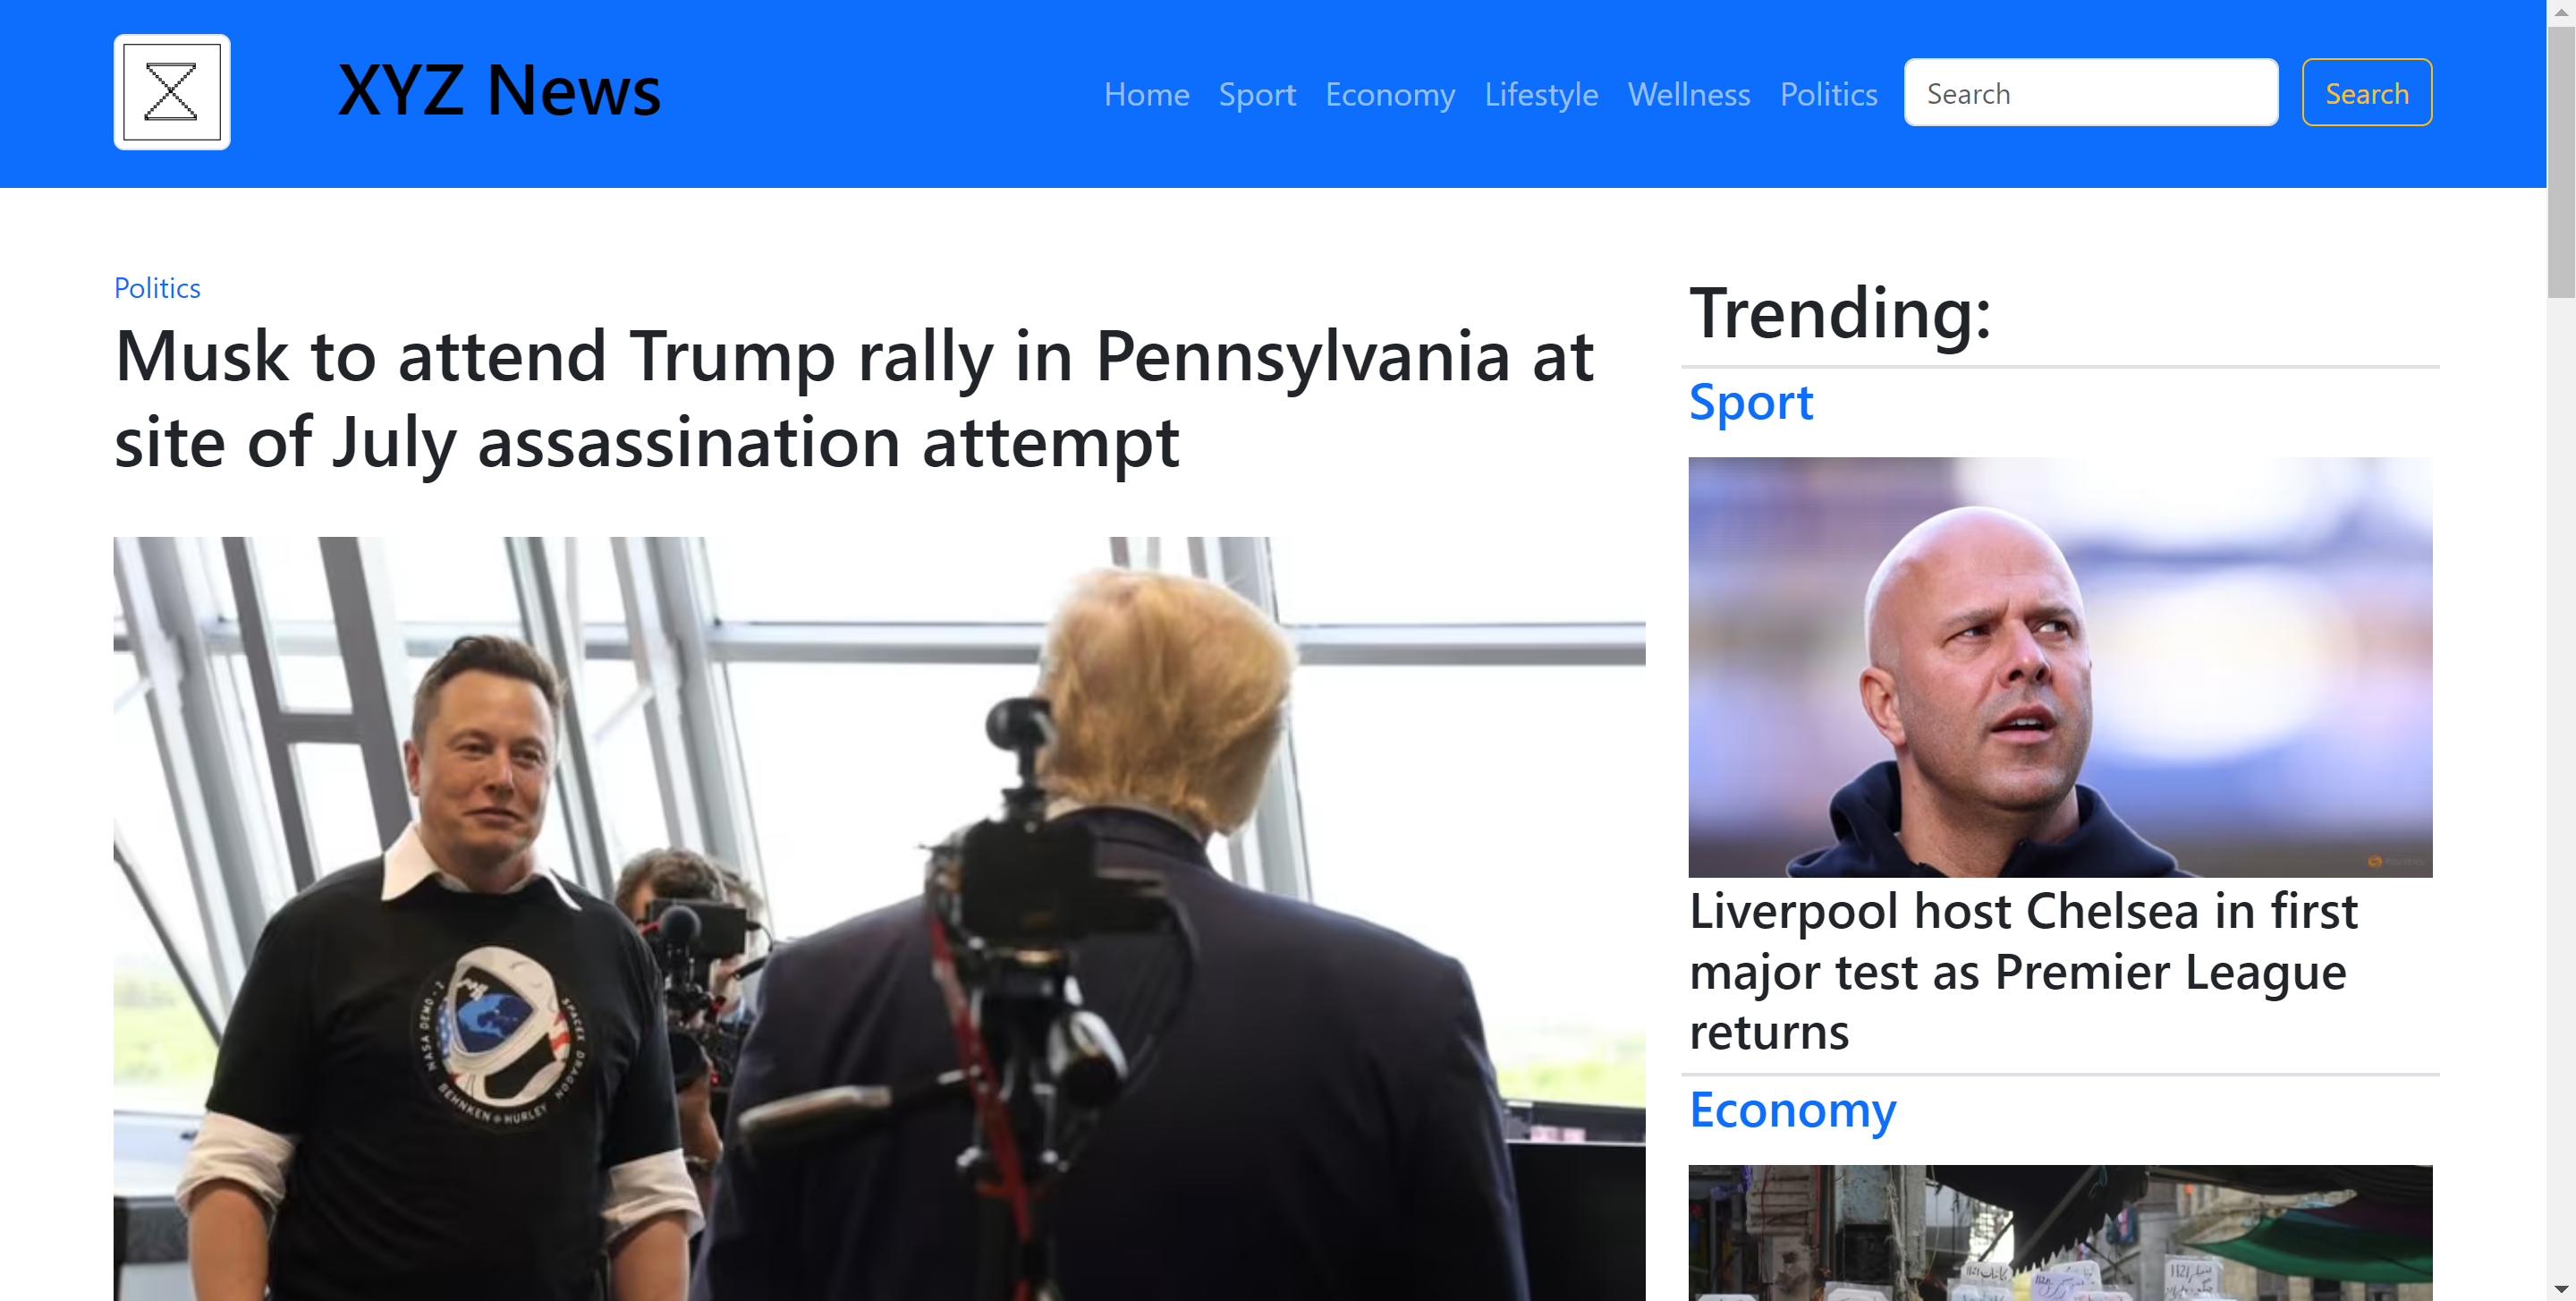 XYZ News
Home Sport Economy Lifestyle Wellness Politics Search Search
Politics
Musk to attend Trump rally in Pennsylvania at
site of July assassination attempt
NASA DEMO-2 SPACEX DRAGON
BEHNKEN HURLEY
Trending:
Sport
Liverpool host Chelsea in first
major test as Premier League
returns
Economy